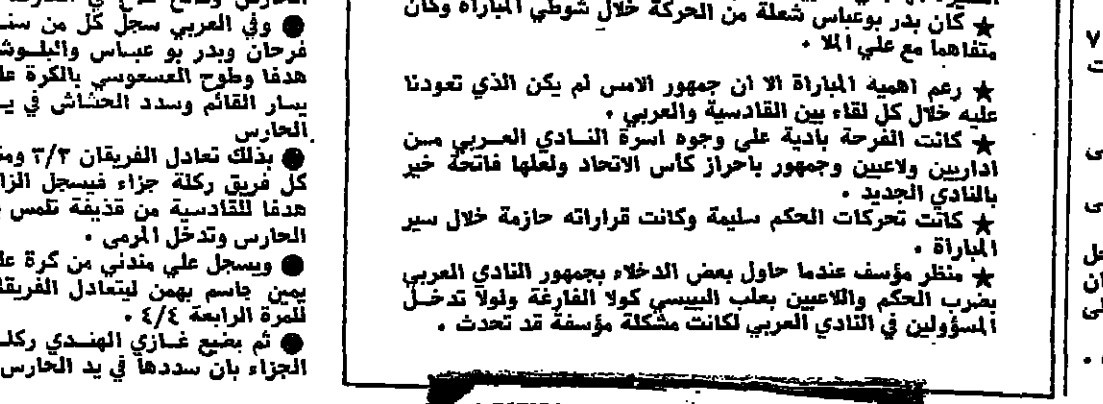 ★ كان بدر بوعباس شعلة من الحركة خلال شوطي المباراة وكان
متفاهما مع علي الملا .
★ رغم اهمية المباراة الا ان جمهور الامس لم يكن الذي تعودنا
عليه خلال كل لقاء بين القادسية والعربي .
★ كانت الفرحة بادية على وجوه اسرة النادي العربي من
اداريين ولاعبين وجمهور باحراز كأس الاتحاد ولعلها فاتحة خير
بالنادي الجديد .
★ كانت تحركات الحكم سليمة وكانت قراراته حازمة خلال سير
المباراة .
★ منظر مؤسف عندما حاول بعض الدخلاء بجمهور النادي العربي
بضرب الحكم واللاعبين بعلب البيبسي كولا الفارغة ولولا تدخل
المسؤولين في النادي العربي لكانت مشكلة مؤسفة قد تحدث .
● وفي العربي سجل كل من
فرحان وبدر بو عباس والبلوش
هدفا وطوح العسعوسي بالكرة
يسار القائم وسدد الحشاش في
الحارس
● بذلك تعادل الفريقان ٣/٣
كل فريق ركلة جزاء فيسجل
هدفا للقادسية من قذيفة تلمس
الحارس وتدخل المرمى .
● ويسجل علي مندني من كرة
يمين جاسم بهمن ليتعادل
للمرة الرابعة ٤/٤ .
● ثم يضيع غازي الهندي
الجزاء بان سددها في يد الحارس